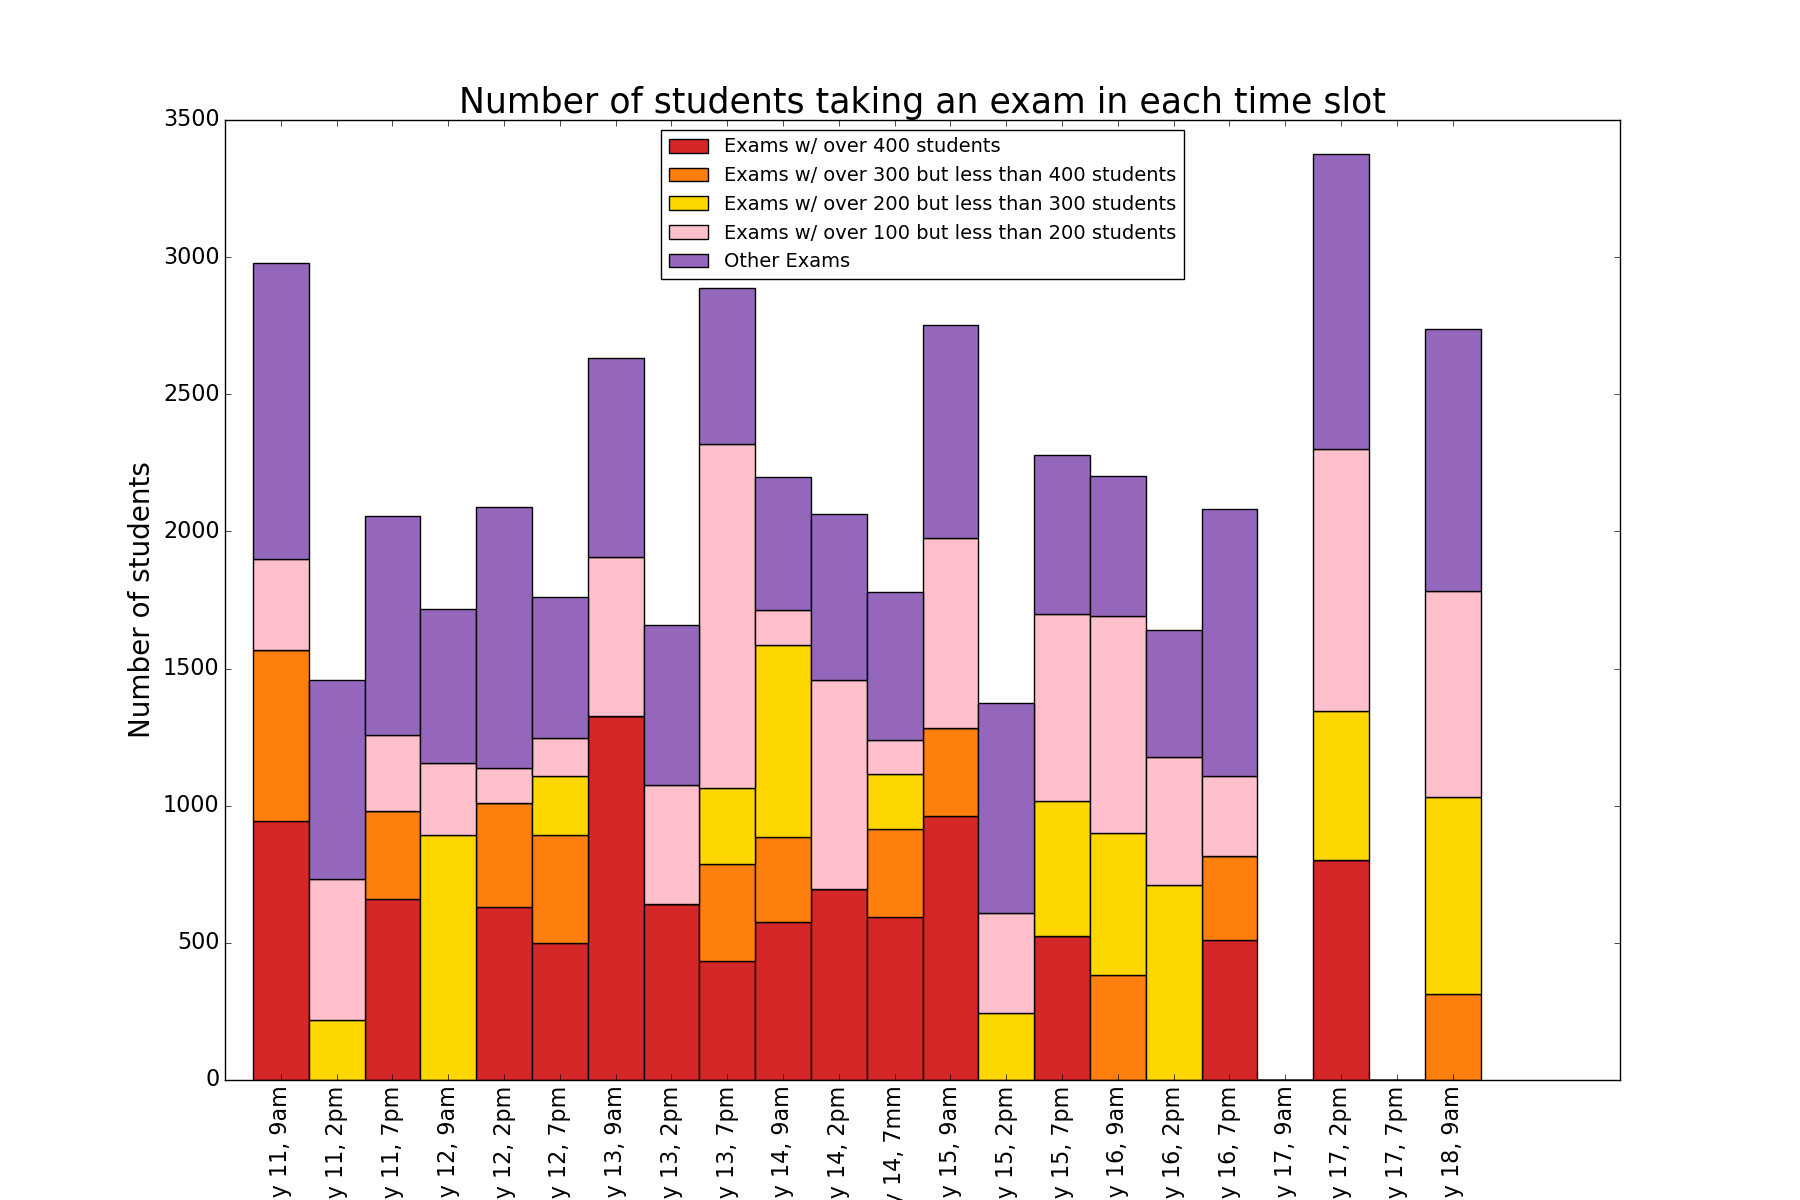 Number of students taking an exam in each time slot
Exams w/ over 400 students
Exams w/ over 300 but less than 400 students
Exams w/ over 200 but less than 300 students
Exams w/ over 100 but less than 200 students
Other Exams
Number of students
3500
3000
2500
2000
1500
1000
500
0
y 11, 9am
y 11, 2pm
y 11, 7pm
y 12, 9am
y 12, 2pm
y 12, 7pm
y 13, 9am
y 13, 2pm
y 13, 7pm
y 14, 9am
y 14, 2pm
y 14, 7mm
y 15, 9am
y 15, 2pm
y 15, 7pm
y 16, 9am
y 16, 2pm
y 16, 7pm
y 17, 9am
y 17, 2pm
y 17, 7pm
y 18, 9am